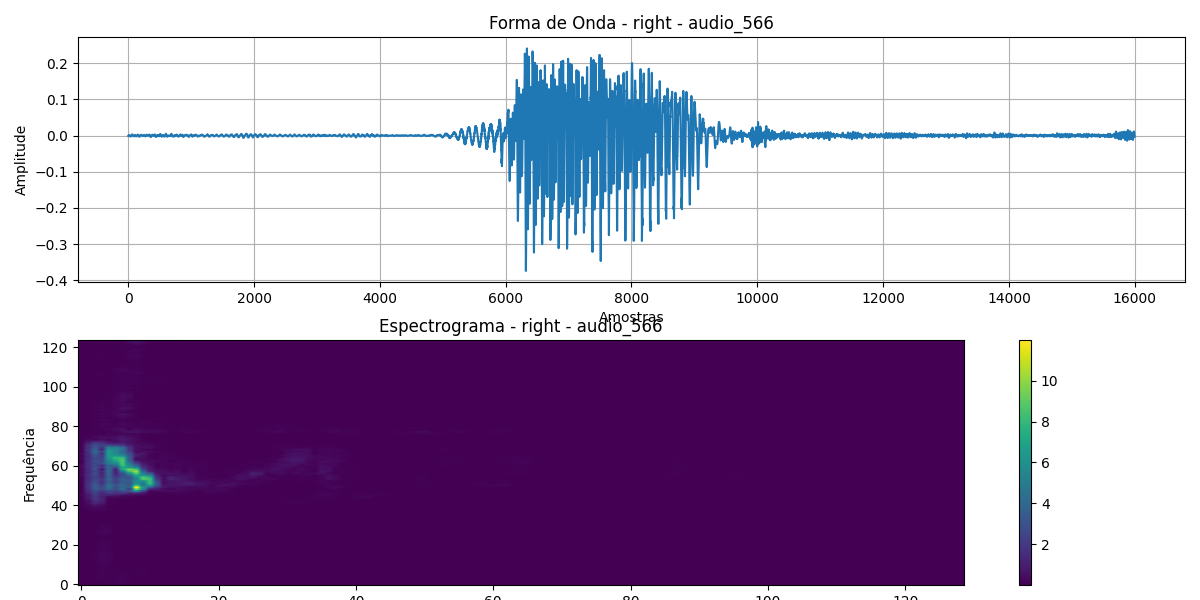 Forma de Onda - right - audio_566
Amplitude
0.2
0.1
0.0
−0.1
−0.2
−0.3
−0.4
0 2000 4000 6000 8000 10000 12000 14000 16000
Amostras
Espectrograma - right - audio_566
Frequência
120
100
80
60
40
20
0
0 20 40 60 80 100 120
10
8
6
4
2